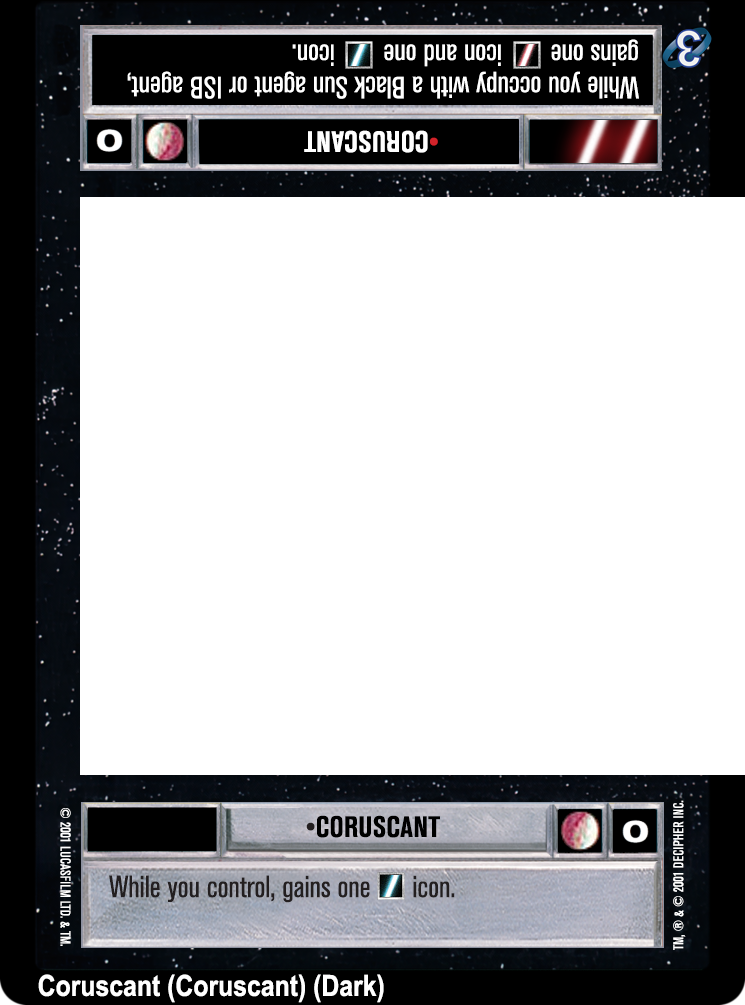 While you occupy with a Black Sun agent or ISB agent,
gains one icon and one icon.
•CORUSCANT
0
3
•CORUSCANT
0
While you control, gains one icon.
© 2001 LUCASFILM LTD. & TM.
TM, ® & © 2001 DECIPHER INC.
Coruscant (Coruscant) (Dark)